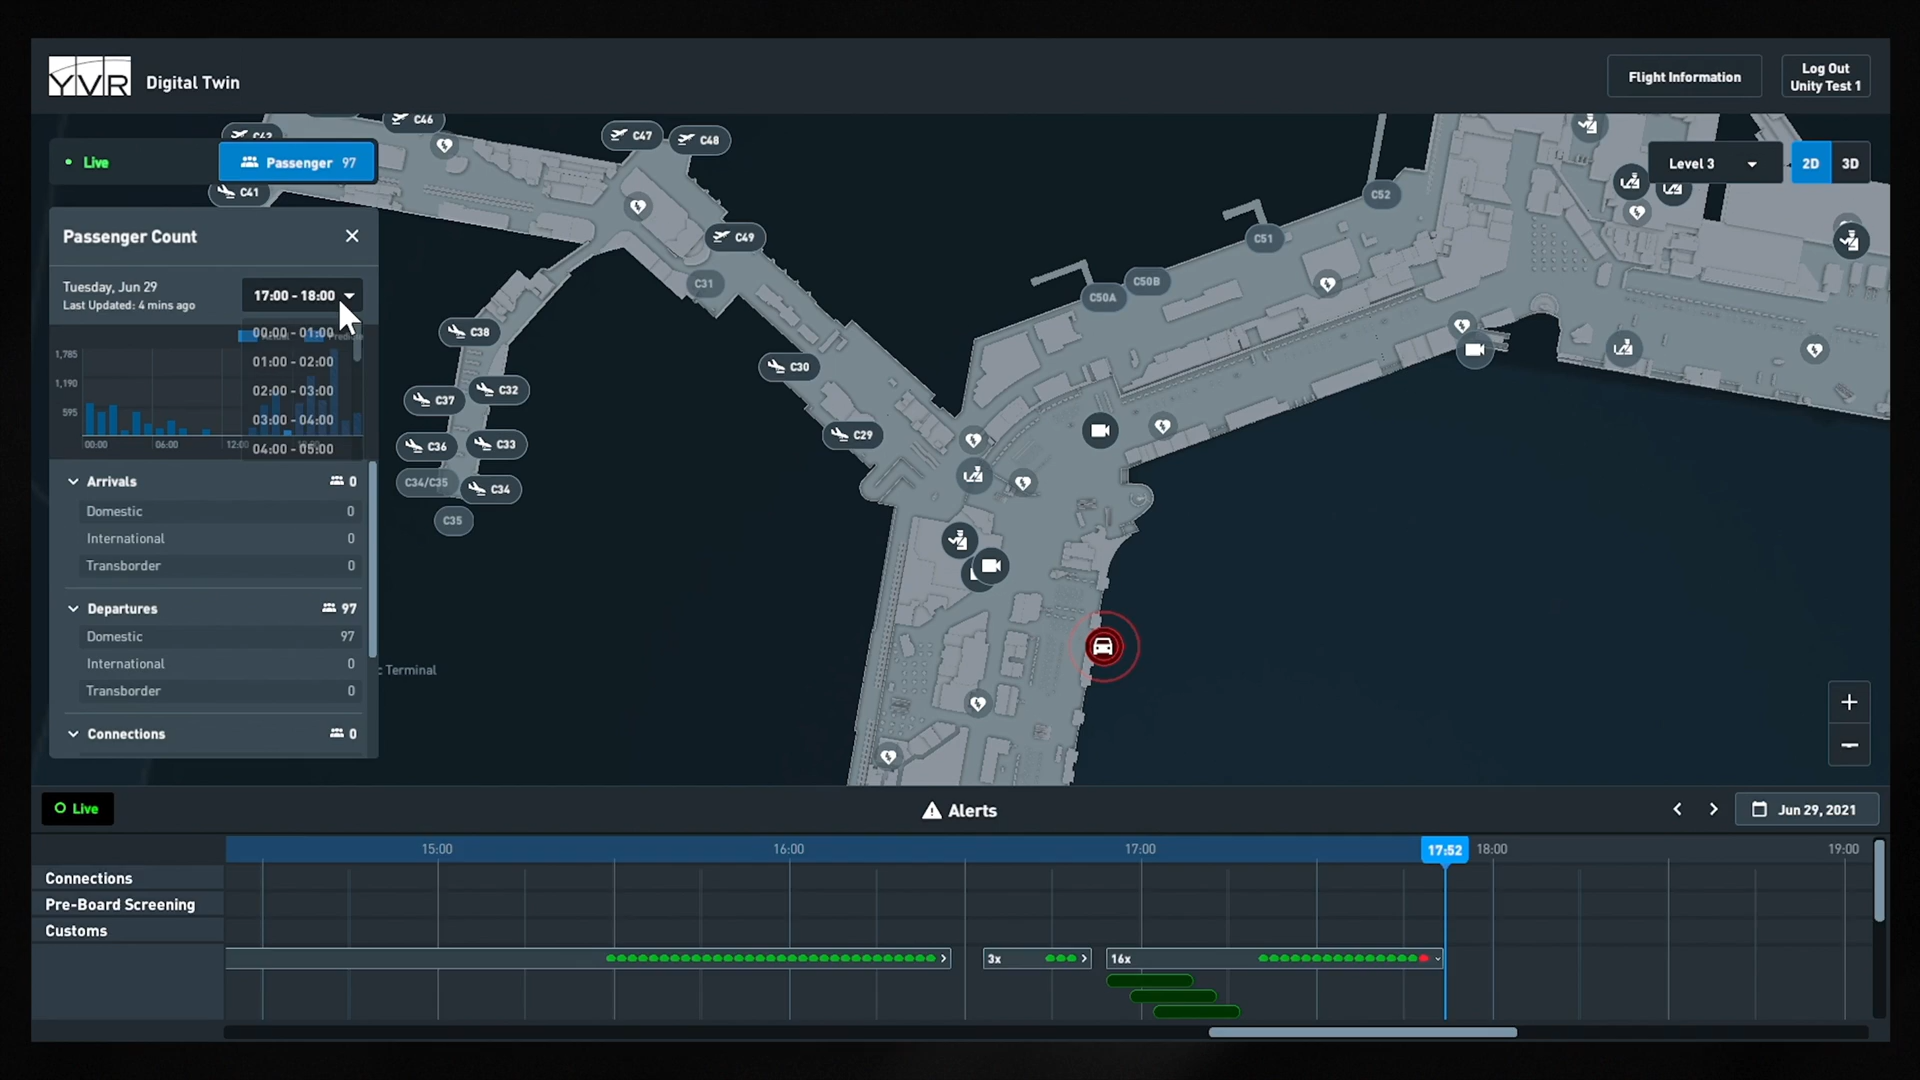 YVR
Digital Twin
Flight Information
Log Out
Unity Test 1
Live
Passenger 97
Level 3
2D
3D
C46
C47
C48
C41
C49
C31
C38
C30
C37
C32
C29
C36
C33
C34/C35
C34
C35
C52
C51
C50B
C50A
Passenger Count
Tuesday, Jun 29
Last Updated: 4 mins ago
17:00 - 18:00
00:00 - 01:00
01:00 - 02:00
02:00 - 03:00
03:00 - 04:00
04:00 - 05:00
1,785
1,190
595
00:00
06:00
Arrivals 0
Domestic 0
International 0
Transborder 0
Departures 97
Domestic 97
International 0
Transborder 0
Connections 0
Terminal
Live
Alerts
Jun 29, 2021
15:00
16:00
17:00
17:52
18:00
19:00
Connections
Pre-Board Screening
Customs
3x
16x